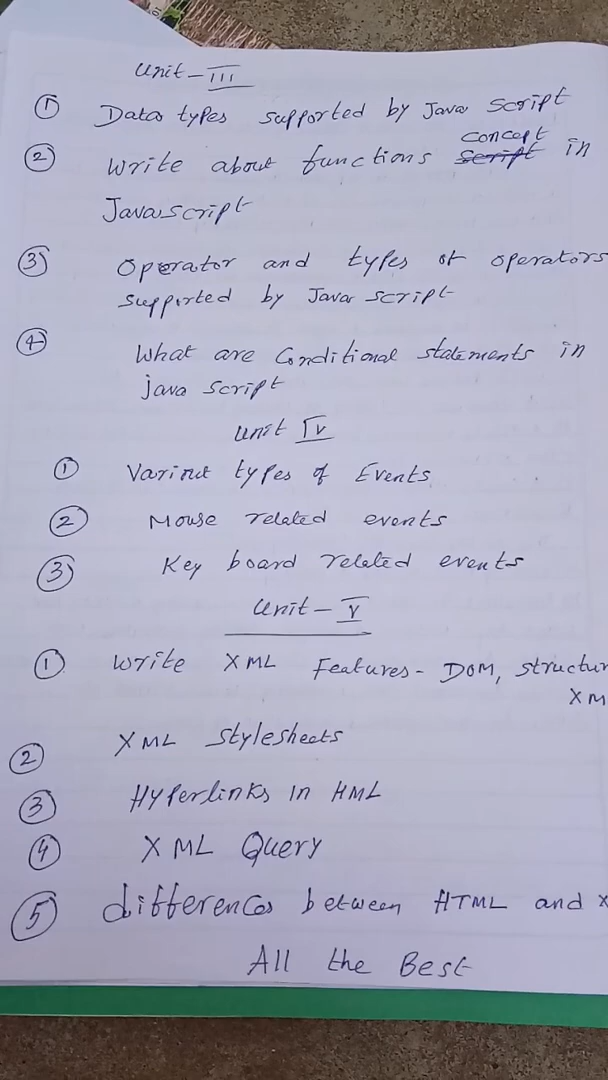 Unit - III
① Data types supported by Java Script
concept
② Write about functions script in
Javascript
③ Operator and types of operators
supported by Java script
④ What are Conditional statements in
java Script
Unit IV
① Variout types of Events
② Mouse related events
③ Key board related events
Unit - V
① Write XML Features - DOM, structur
XM
② XML Stylesheets
③ Hyperlinks in HML
④ XML Query
⑤ differences between HTML and X
All the Best